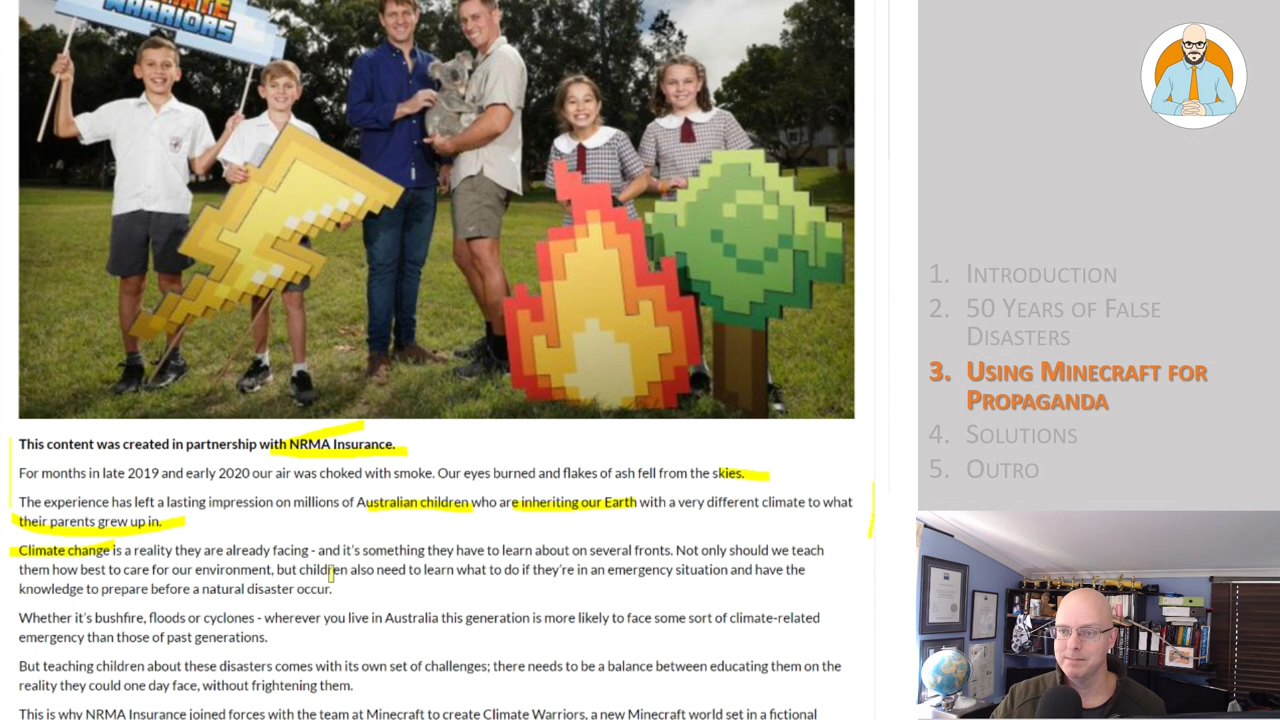 WARRIORS
This content was created in partnership with NRMA Insurance.
For months in late 2019 and early 2020 our air was choked with smoke. Our eyes burned and flakes of ash fell from the skies.
The experience has left a lasting impression on millions of Australian children who are inheriting our Earth with a very different climate to what
their parents grew up in.
Climate change is a reality they are already facing - and it's something they have to learn about on several fronts. Not only should we teach
them how best to care for our environment, but children also need to learn what to do if they're in an emergency situation and have the
knowledge to prepare before a natural disaster occur.
Whether it's bushfire, floods or cyclones - wherever you live in Australia this generation is more likely to face some sort of climate-related
emergency than those of past generations.
But teaching children about these disasters comes with its own set of challenges; there needs to be a balance between educating them on the
reality they could one day face, without frightening them.
This is why NRMA Insurance joined forces with the team at Minecraft to create Climate Warriors, a new Minecraft world set in a fictional
1. INTRODUCTION
2. 50 YEARS OF FALSE
DISASTERS
3. USING MINECRAFT FOR
PROPAGANDA
4. SOLUTIONS
5. OUTRO